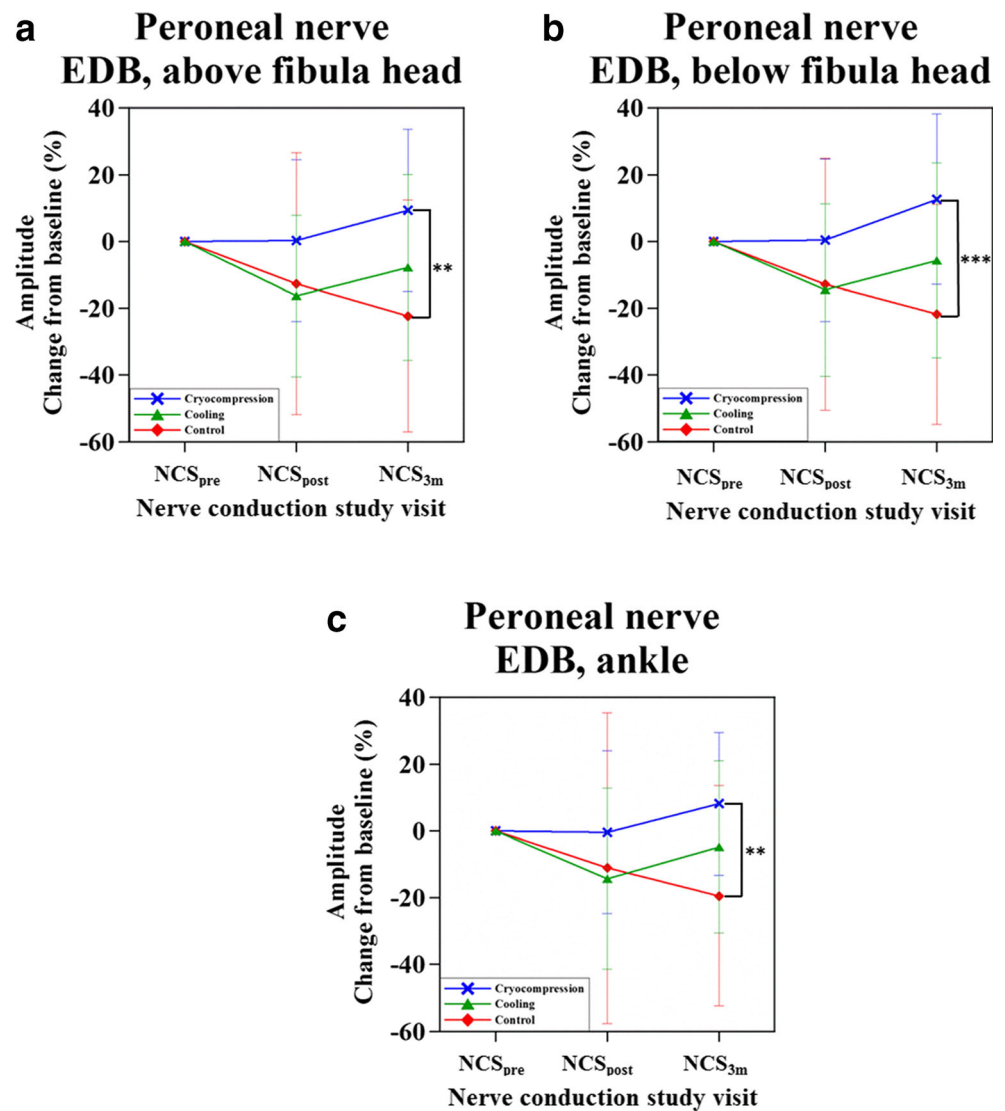 a
Peroneal nerve
EDB, above fibula head
Amplitude
Change from baseline (%)
40
20
0
-20
-40
-60
**
Cryocompression
Cooling
Control
NCSpre
NCSpost
NCS3m
Nerve conduction study visit
b
Peroneal nerve
EDB, below fibula head
Amplitude
Change from baseline (%)
40
20
0
-20
-40
-60
***
Cryocompression
Cooling
Control
NCSpre
NCSpost
NCS3m
Nerve conduction study visit
c
Peroneal nerve
EDB, ankle
Amplitude
Change from baseline (%)
40
20
0
-20
-40
-60
**
Cryocompression
Cooling
Control
NCSpre
NCSpost
NCS3m
Nerve conduction study visit